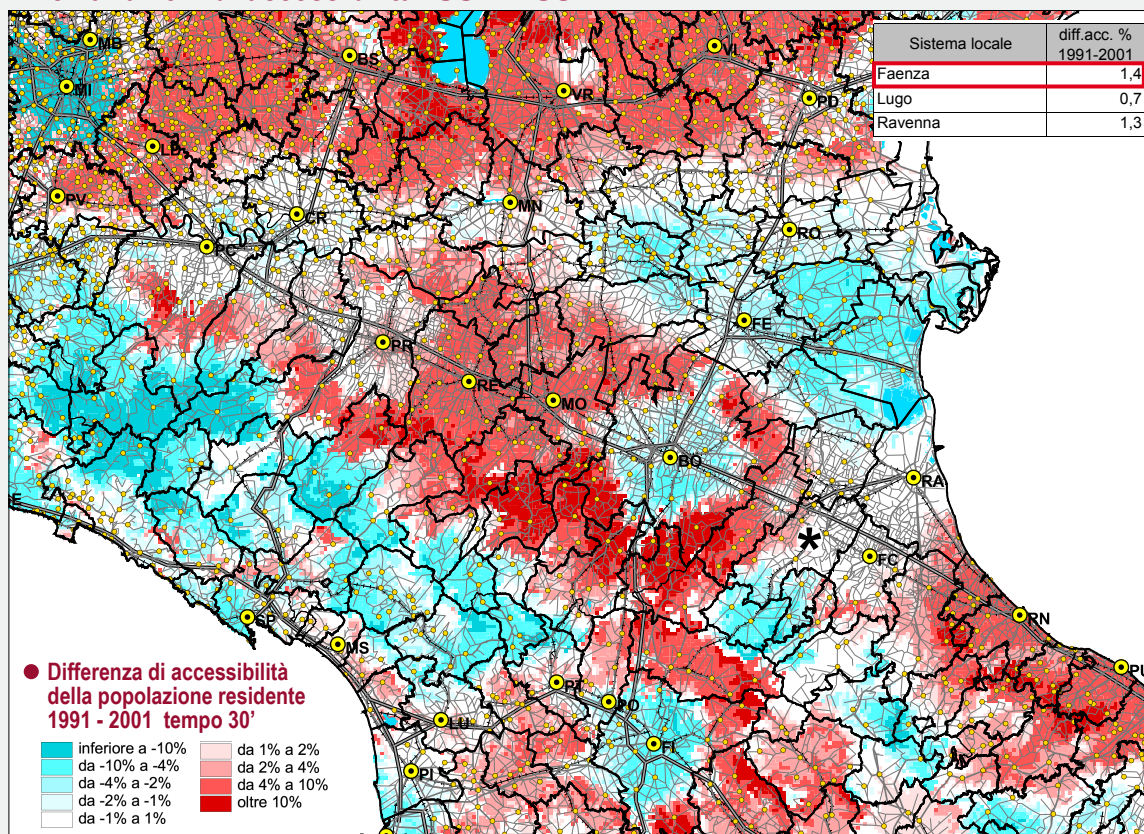 Sistema locale
diff.acc. %
1991-2001
Faenza 1,4
Lugo 0,7
Ravenna 1,3
MB
MI
BS
VI
VR
PD
PV
CR
MN
RO
PC
FE
PR
RE
MO
BO
RA
*
FC
SP
MS
RN
PT
PO
LU
FI
PI
● Differenza di accessibilità
della popolazione residente
1991 - 2001 tempo 30'
inferiore a -10%
da -10% a -4%
da -4% a -2%
da -2% a -1%
da -1% a 1%
da 1% a 2%
da 2% a 4%
da 4% a 10%
oltre 10%